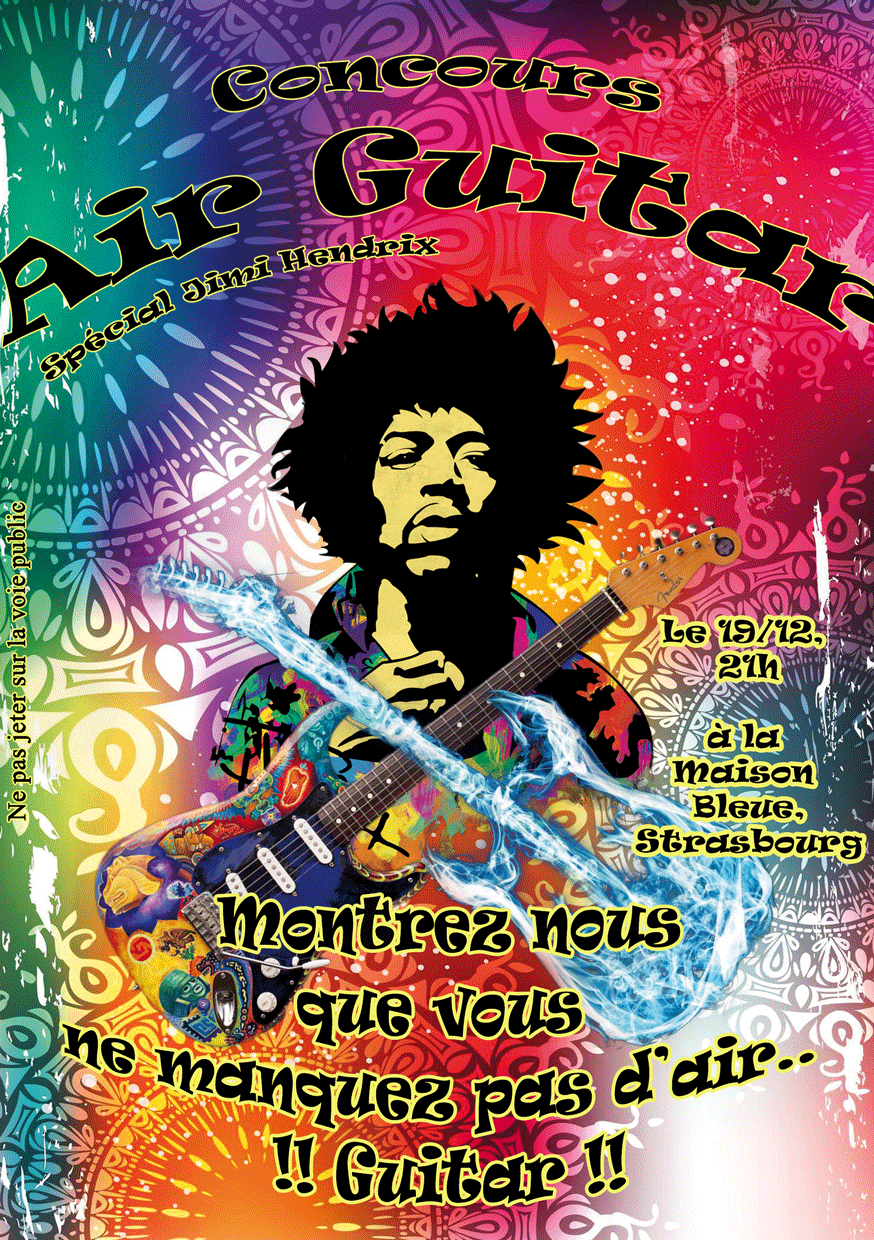 Concours
Air Guitar
Spécial Jimi Hendrix
Ne pas jeter sur la voie public
Fender
Le 19/12,
21h
à la
Maison
Bleue,
Strasbourg
Montrez nous
que vous
ne manquez pas d'air..
!! Guitar !!